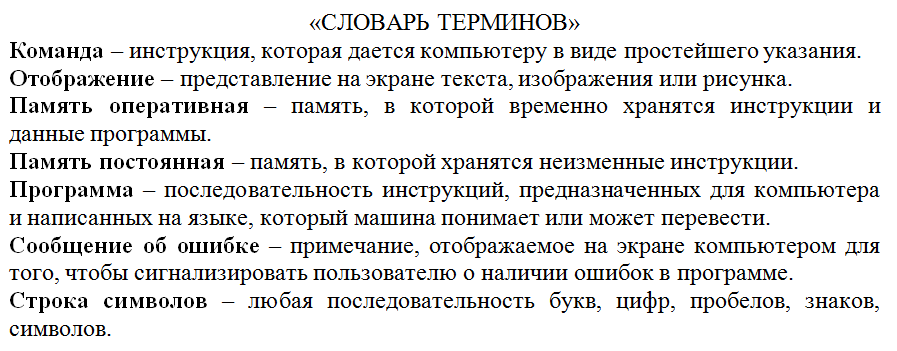 «СЛОВАРЬ ТЕРМИНОВ»
Команда – инструкция, которая дается компьютеру в виде простейшего указания.
Отображение – представление на экране текста, изображения или рисунка.
Память оперативная – память, в которой временно хранятся инструкции и
данные программы.
Память постоянная – память, в которой хранятся неизменные инструкции.
Программа – последовательность инструкций, предназначенных для компьютера
и написанных на языке, который машина понимает или может перевести.
Сообщение об ошибке – примечание, отображаемое на экране компьютером для
того, чтобы сигнализировать пользователю о наличии ошибок в программе.
Строка символов – любая последовательность букв, цифр, пробелов, знаков,
символов.